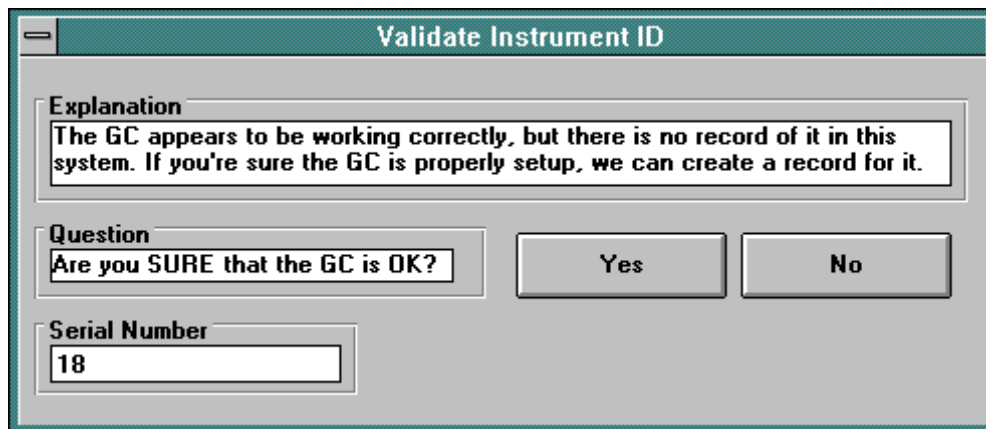 Validate Instrument ID
Explanation
The GC appears to be working correctly, but there is no record of it in this
system. If you're sure the GC is properly setup, we can create a record for it.
Question
Are you SURE that the GC is OK?
Yes
No
Serial Number
18